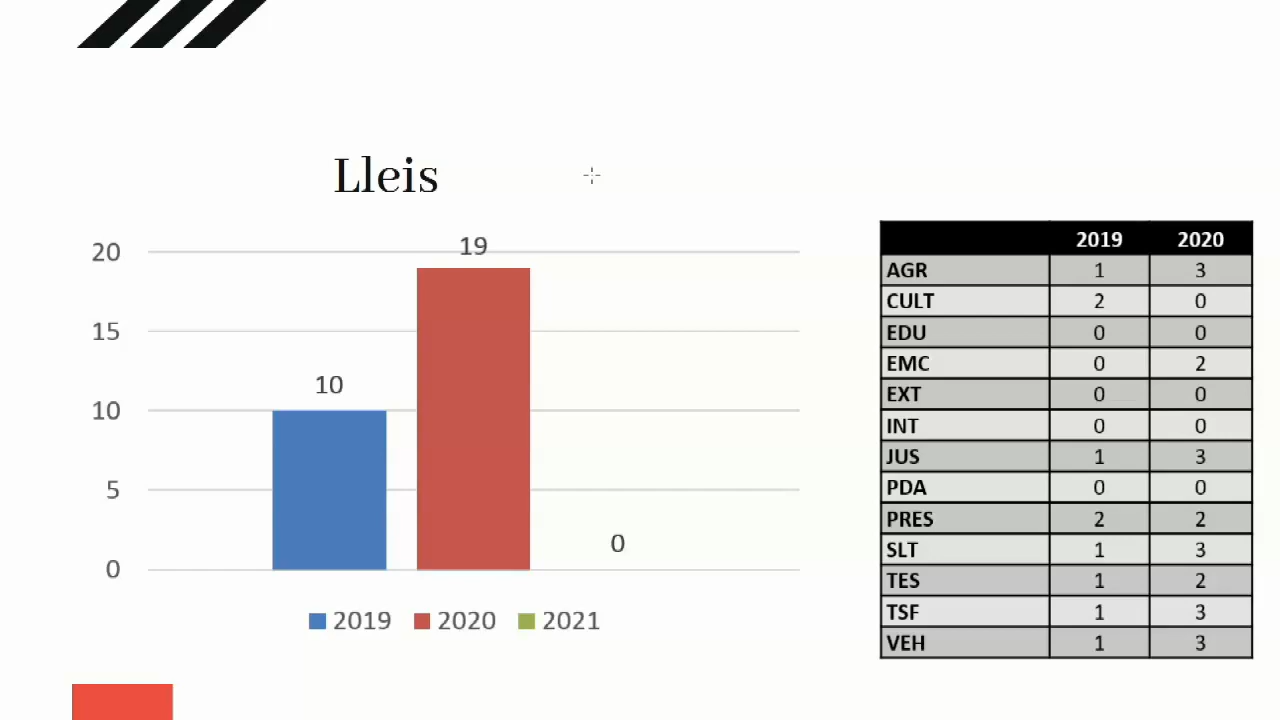 Lleis
20
15
10
5
0
10
19
0
2019 2020 2021
2019 2020
AGR 1 3
CULT 2 0
EDU 0 0
EMC 0 2
EXT 0 0
INT 0 0
JUS 1 3
PDA 0 0
PRES 2 2
SLT 1 3
TES 1 2
TSF 1 3
VEH 1 3